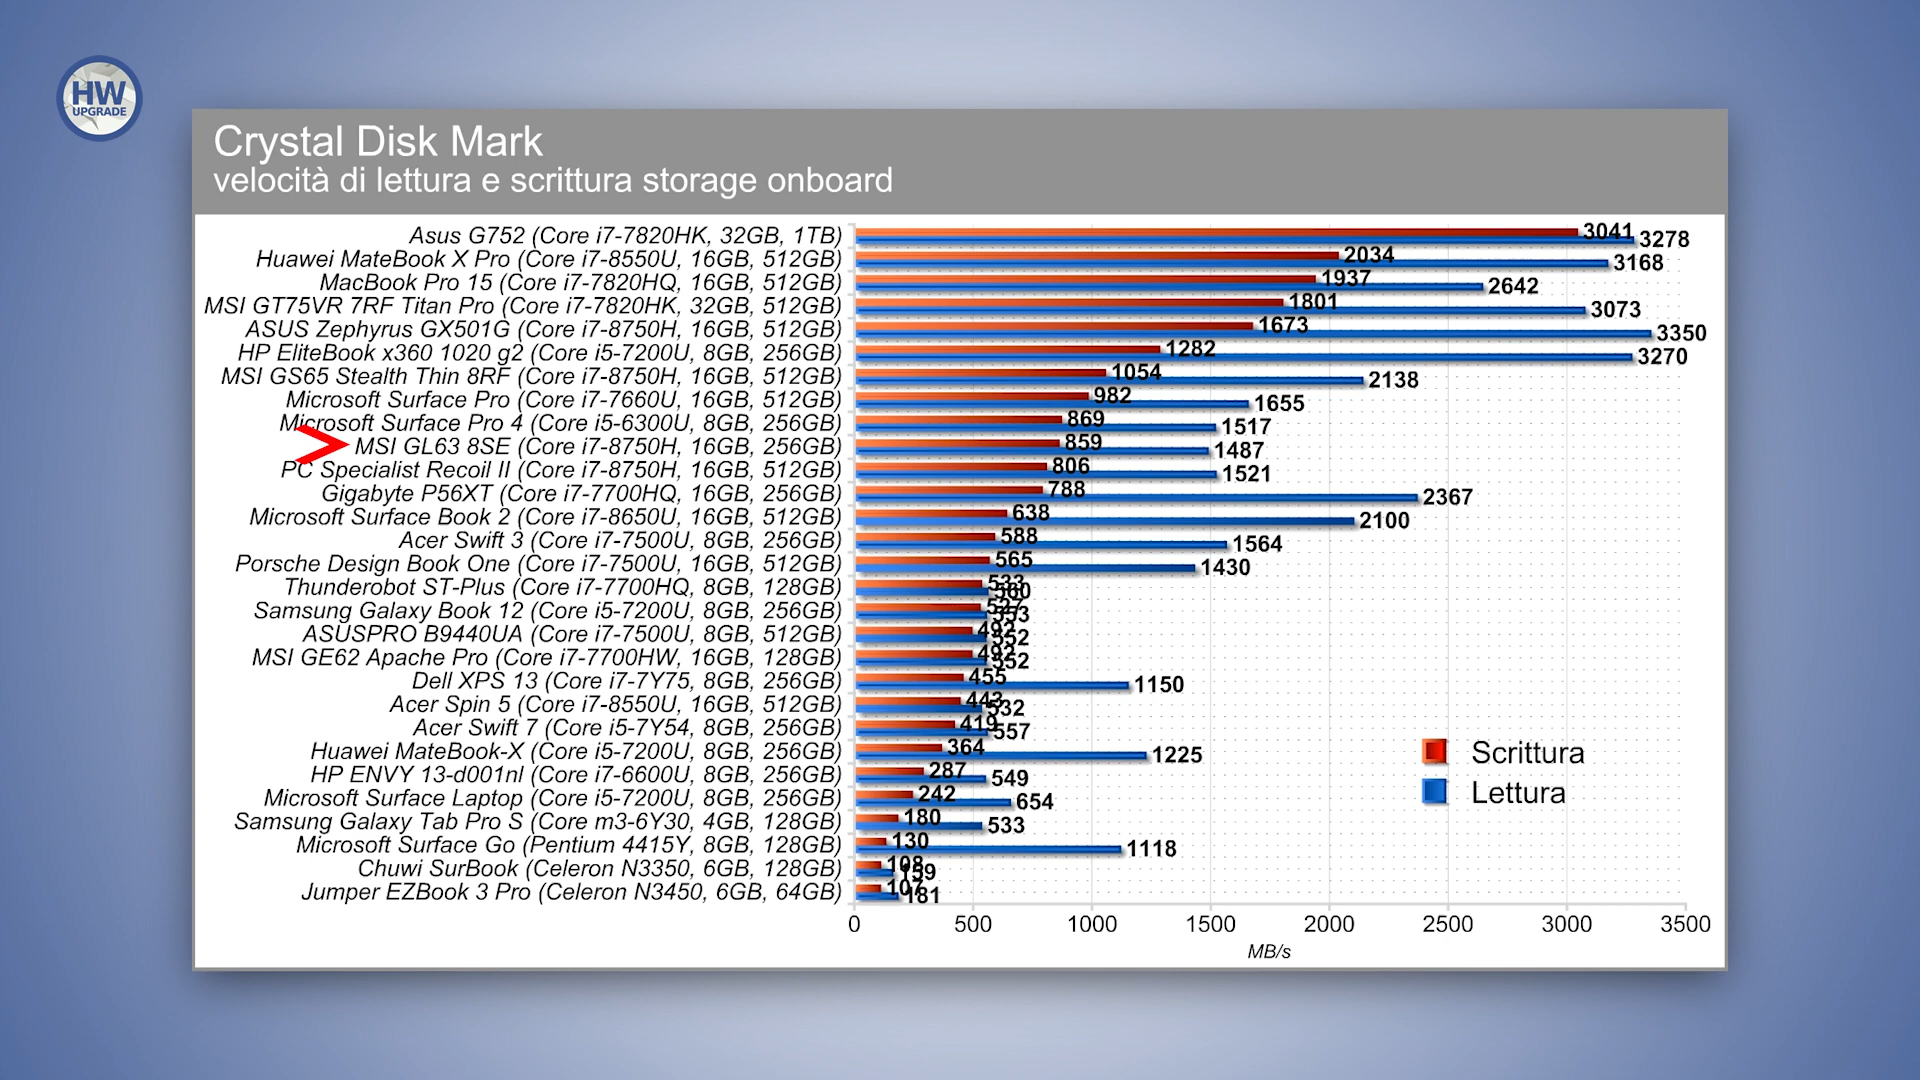 HW
UPGRADE
Crystal Disk Mark
velocità di lettura e scrittura storage onboard
Asus G752 (Core i7-7820HK, 32GB, 1TB) 3041 3278
Huawei MateBook X Pro (Core i7-8550U, 16GB, 512GB) 2034 3168
MacBook Pro 15 (Core i7-7820HQ, 16GB, 512GB) 1937 2642
MSI GT75VR 7RF Titan Pro (Core i7-7820HK, 32GB, 512GB) 1801 3073
ASUS Zephyrus GX501G (Core i7-8750H, 16GB, 512GB) 1673 3350
HP EliteBook x360 1020 g2 (Core i5-7200U, 8GB, 256GB) 1282 3270
MSI GS65 Stealth Thin 8RF (Core i7-8750H, 16GB, 512GB) 1054 2138
Microsoft Surface Pro (Core i7-7660U, 16GB, 512GB) 982 1655
Microsoft Surface Pro 4 (Core i5-6300U, 8GB, 256GB) 869 1517
MSI GL63 8SE (Core i7-8750H, 16GB, 256GB) 859 1487
PC Specialist Recoil II (Core i7-8750H, 16GB, 512GB) 806 1521
Gigabyte P56XT (Core i7-7700HQ, 16GB, 256GB) 788 2367
Microsoft Surface Book 2 (Core i7-8650U, 16GB, 512GB) 638 2100
Acer Swift 3 (Core i7-7500U, 8GB, 256GB) 588 1564
Porsche Design Book One (Core i7-7500U, 16GB, 512GB) 565 1430
Thunderobot ST-Plus (Core i7-7700HQ, 8GB, 128GB) 533 560
Samsung Galaxy Book 12 (Core i5-7200U, 8GB, 256GB) 527 553
ASUSPRO B9440UA (Core i7-7500U, 8GB, 512GB) 492 552
MSI GE62 Apache Pro (Core i7-7700HW, 16GB, 128GB) 492 552
Dell XPS 13 (Core i7-7Y75, 8GB, 256GB) 455 1150
Acer Spin 5 (Core i7-8550U, 16GB, 512GB) 443 532
Acer Swift 7 (Core i5-7Y54, 8GB, 256GB) 419 557
Huawei MateBook-X (Core i5-7200U, 8GB, 256GB) 364 1225
HP ENVY 13-d001nl (Core i7-6600U, 8GB, 256GB) 287 549
Microsoft Surface Laptop (Core i5-7200U, 8GB, 256GB) 242 654
Samsung Galaxy Tab Pro S (Core m3-6Y30, 4GB, 128GB) 180 533
Microsoft Surface Go (Pentium 4415Y, 8GB, 128GB) 130 1118
Chuwi SurBook (Celeron N3350, 6GB, 128GB) 108
Jumper EZBook 3 Pro (Celeron N3450, 6GB, 64GB) 107 181
Scrittura
Lettura
0 500 1000 1500 2000 2500 3000 3500
MB/s